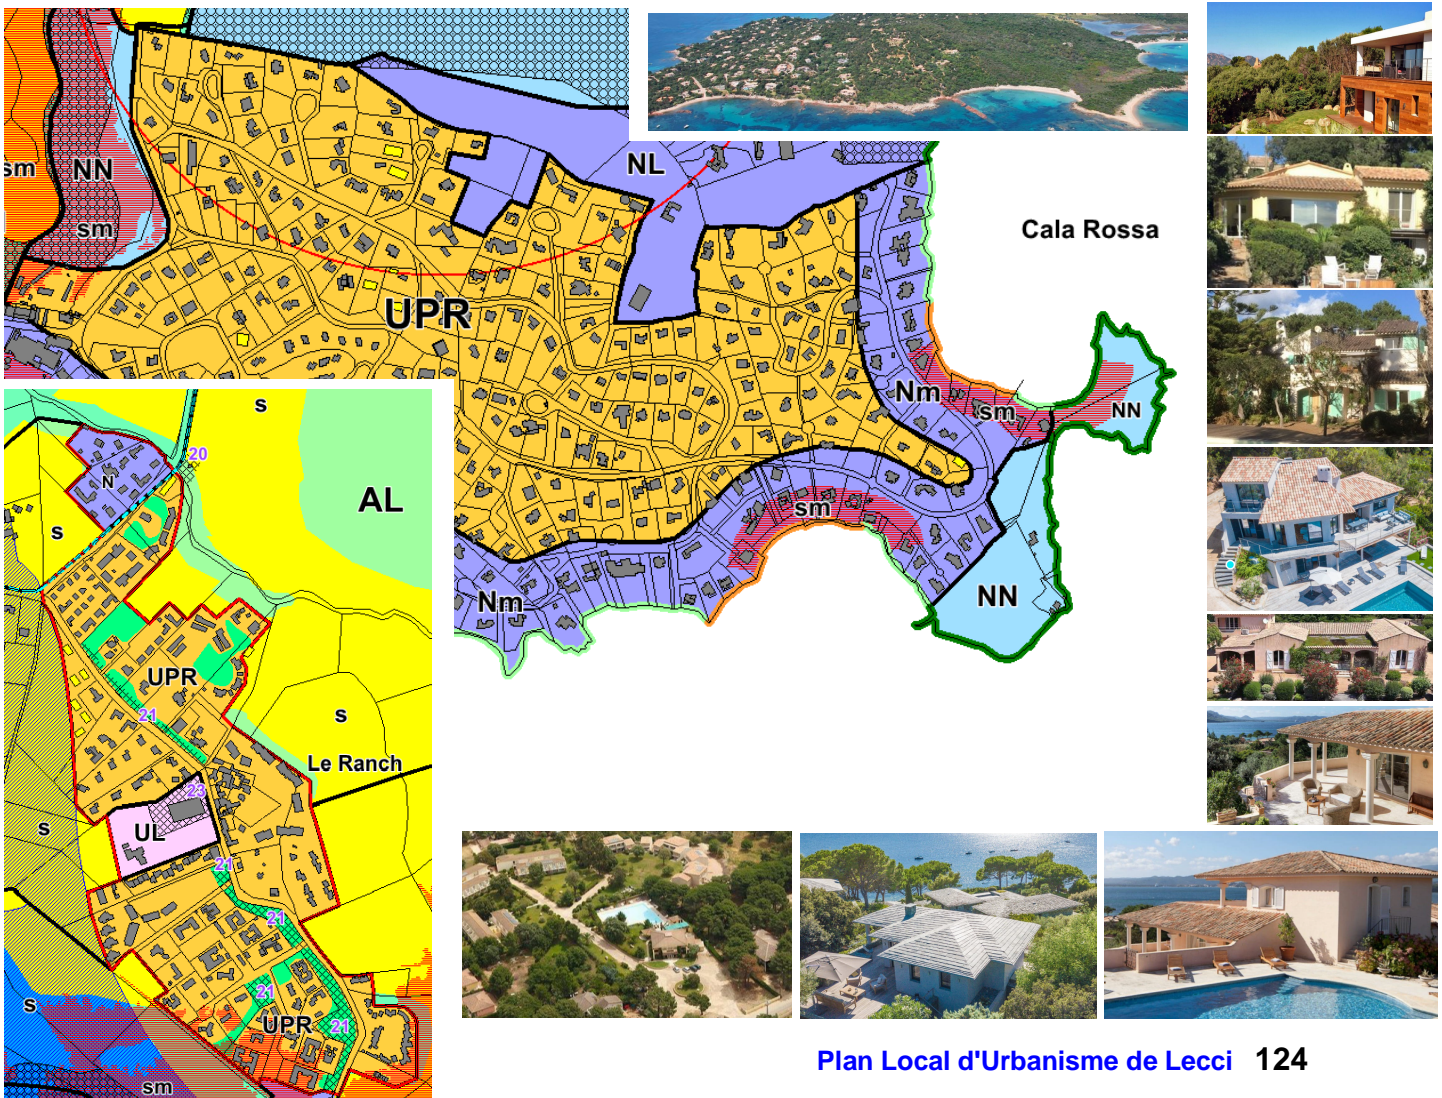 NL
sm
NN
sm
Cala Rossa
UPR
Nm
sm
NN
sm
Nm
NN
s
20
N
AL
s
UPR
21
s
Le Ranch
23
UL
s
21
21
21
UPR
21
s
sm
Plan Local d'Urbanisme de Lecci 124